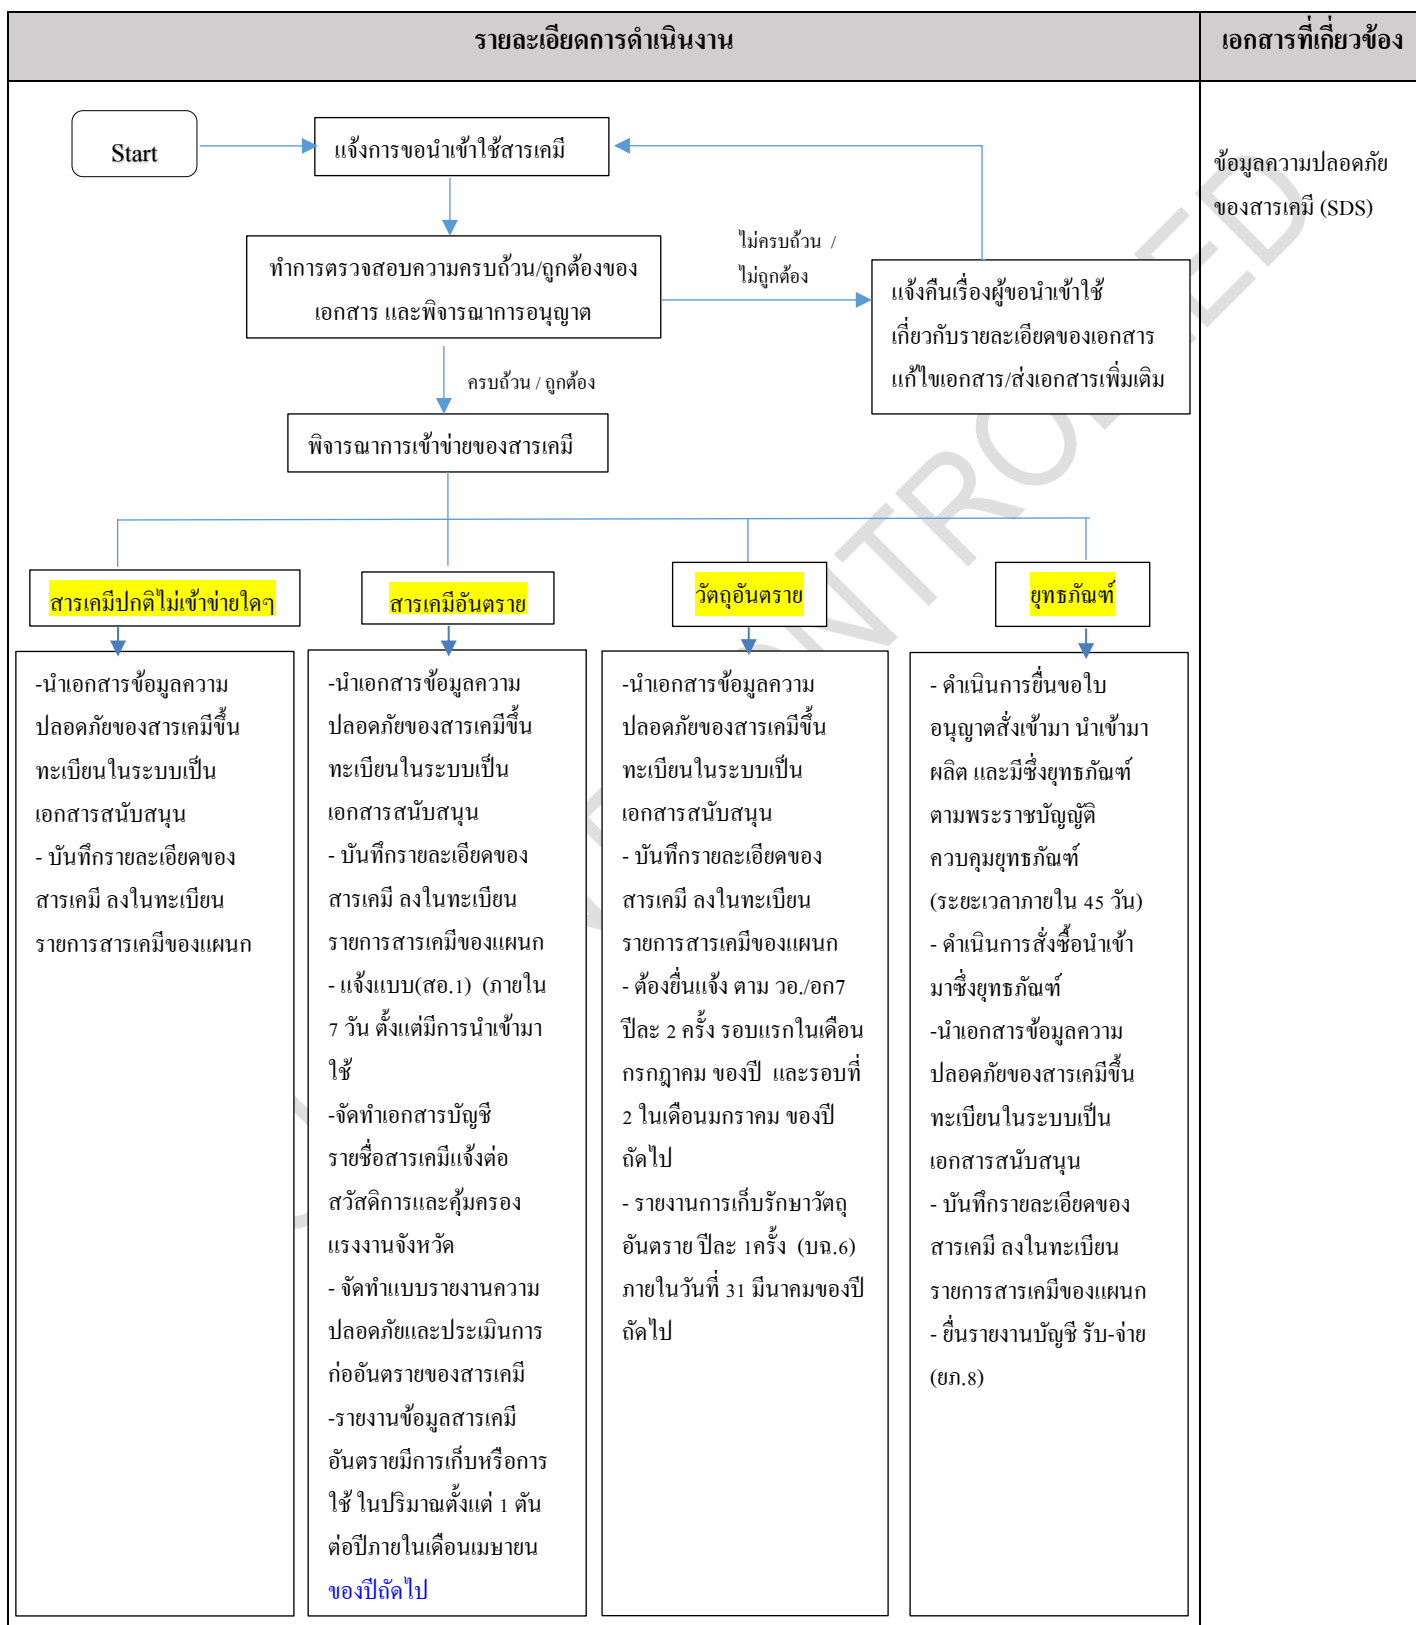 รายละเอียดการดำเนินงาน
เอกสารที่เกี่ยวข้อง
Start
แจ้งการขอนำเข้าใช้สารเคมี
ข้อมูลความปลอดภัย
ของสารเคมี (SDS)
ทำการตรวจสอบความครบถ้วน/ถูกต้องของ
เอกสาร และพิจารณาการอนุญาต
ไม่ครบถ้วน /
ไม่ถูกต้อง
แจ้งคืนเรื่องผู้ขอนำเข้าใช้
เกี่ยวกับรายละเอียดของเอกสาร
แก้ไขเอกสาร/ส่งเอกสารเพิ่มเติม
ครบถ้วน / ถูกต้อง
พิจารณาการเข้าข่ายของสารเคมี
สารเคมีปกติไม่เข้าข่ายใดๆ
สารเคมีอันตราย
วัตถุอันตราย
ยุทธภัณฑ์
-นำเอกสารข้อมูลความ
ปลอดภัยของสารเคมีขึ้น
ทะเบียนในระบบเป็น
เอกสารสนับสนุน
- บันทึกรายละเอียดของ
สารเคมี ลงในทะเบียน
รายการสารเคมีของแผนก
-นำเอกสารข้อมูลความ
ปลอดภัยของสารเคมีขึ้น
ทะเบียนในระบบเป็น
เอกสารสนับสนุน
- บันทึกรายละเอียดของ
สารเคมี ลงในทะเบียน
รายการสารเคมีของแผนก
- แจ้งแบบ(สอ.1) (ภายใน
7 วัน ตั้งแต่มีการนำเข้ามา
ใช้
-จัดทำเอกสารบัญชี
รายชื่อสารเคมีแจ้งต่อ
สวัสดิการและคุ้มครอง
แรงงานจังหวัด
- จัดทำแบบรายงานความ
ปลอดภัยและประเมินการ
ก่ออันตรายของสารเคมี
-รายงานข้อมูลสารเคมี
อันตรายมีการเก็บหรือการ
ใช้ ในปริมาณตั้งแต่ 1 ตัน
ต่อปีภายในเดือนเมษายน
ของปีถัดไป
-นำเอกสารข้อมูลความ
ปลอดภัยของสารเคมีขึ้น
ทะเบียนในระบบเป็น
เอกสารสนับสนุน
- บันทึกรายละเอียดของ
สารเคมี ลงในทะเบียน
รายการสารเคมีของแผนก
- ต้องยื่นแจ้ง ตาม วอ./อก7
ปีละ 2 ครั้ง รอบแรกในเดือน
กรกฎาคม ของปี และรอบที่
2 ในเดือนมกราคม ของปี
ถัดไป
- รายงานการเก็บรักษาวัตถุ
อันตราย ปีละ 1ครั้ง (บฉ.6)
ภายในวันที่ 31 มีนาคมของปี
ถัดไป
- ดำเนินการยื่นขอใบ
อนุญาตสั่งเข้ามา นำเข้ามา
ผลิต และมีซึ่งยุทธภัณฑ์
ตามพระราชบัญญัติ
ควบคุมยุทธภัณฑ์
(ระยะเวลาภายใน 45 วัน)
- ดำเนินการสั่งซื้อนำเข้า
มาซึ่งยุทธภัณฑ์
-นำเอกสารข้อมูลความ
ปลอดภัยของสารเคมีขึ้น
ทะเบียนในระบบเป็น
เอกสารสนับสนุน
- บันทึกรายละเอียดของ
สารเคมี ลงในทะเบียน
รายการสารเคมีของแผนก
- ยื่นรายงานบัญชี รับ-จ่าย
(ยภ.8)